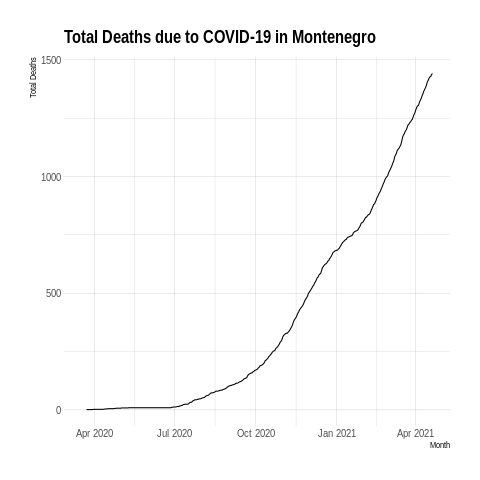 Total Deaths due to COVID-19 in Montenegro
Total Deaths
1500
1000
500
0
Apr 2020 Jul 2020 Oct 2020 Jan 2021 Apr 2021
Month